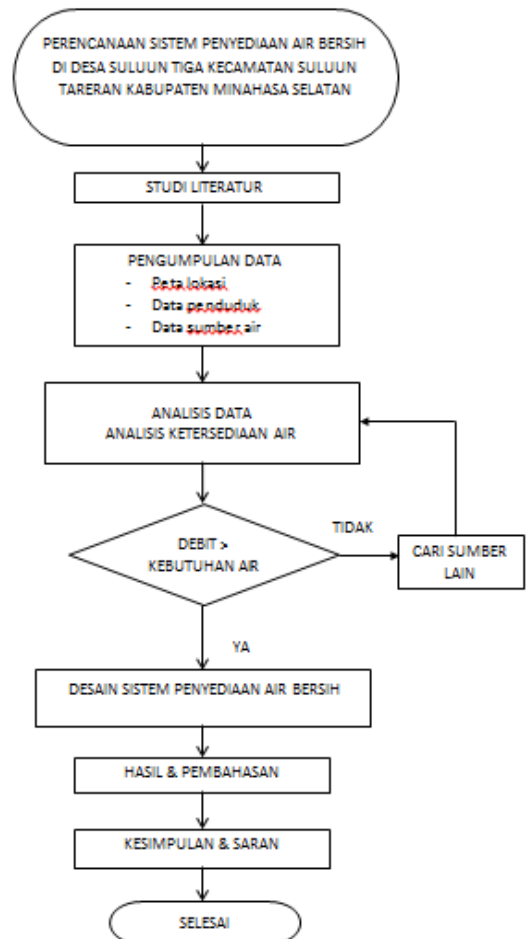 PERENCANAAN SISTEM PENYEDIAAN AIR BERSIH
DI DESA SULUUN TIGA KECAMATAN SULUUN
TARERAN KABUPATEN MINAHASA SELATAN
STUDI LITERATUR
PENGUMPULAN DATA
- Peta lokasi
- Data penduduk
- Data sumber air
ANALISIS DATA
ANALISIS KETERSEDIAAN AIR
DEBIT >
KEBUTUHAN AIR
TIDAK
CARI SUMBER
LAIN
YA
DESAIN SISTEM PENYEDIAAN AIR BERSIH
HASIL & PEMBAHASAN
KESIMPULAN & SARAN
SELESAI